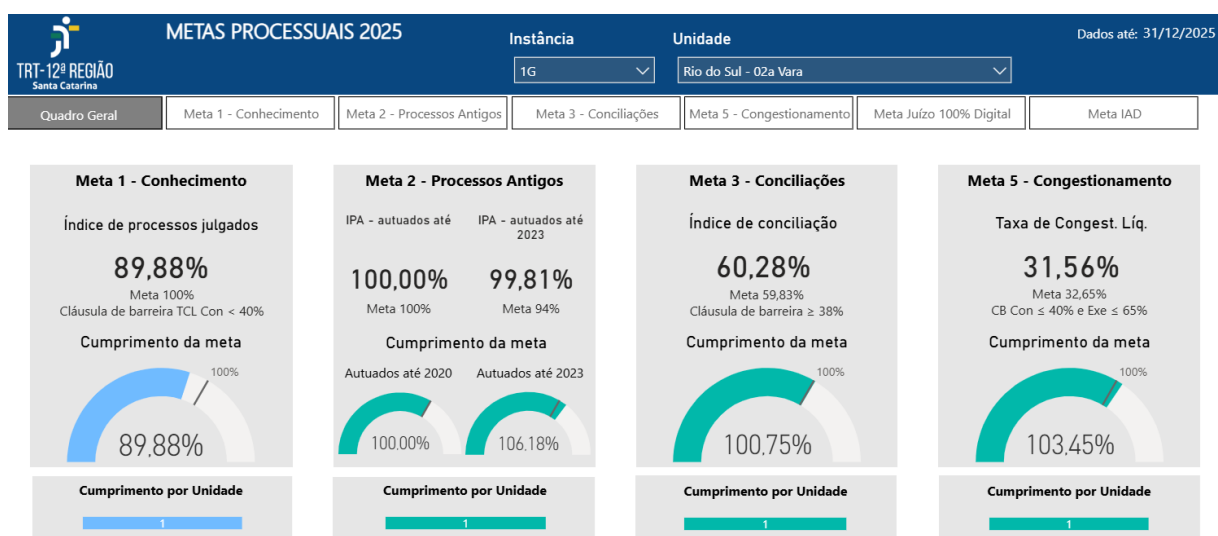 METAS PROCESSUAIS 2025
Instância
Unidade
Dados até: 31/12/2025
TRT-12ª REGIÃO
Santa Catarina
1G
Rio do Sul - 02a Vara
Quadro Geral
Meta 1 - Conhecimento
Meta 2 - Processos Antigos
Meta 3 - Conciliações
Meta 5 - Congestionamento
Meta Juízo 100% Digital
Meta IAD
Meta 1 - Conhecimento
Índice de processos julgados
89,88%
Meta 100%
Cláusula de barreira TCL Con < 40%
Cumprimento da meta
100%
89,88%
Cumprimento por Unidade
1
Meta 2 - Processos Antigos
IPA - autuados até
100,00%
Meta 100%
IPA - autuados até
2023
99,81%
Meta 94%
Cumprimento da meta
Autuados até 2020
100,00%
Autuados até 2023
106,18%
Cumprimento por Unidade
1
Meta 3 - Conciliações
Índice de conciliação
60,28%
Meta 59,83%
Cláusula de barreira ≥ 38%
Cumprimento da meta
100%
100,75%
Cumprimento por Unidade
1
Meta 5 - Congestionamento
Taxa de Congest. Líq.
31,56%
Meta 32,65%
CB Con ≤ 40% e Exe ≤ 65%
Cumprimento da meta
100%
103,45%
Cumprimento por Unidade
1